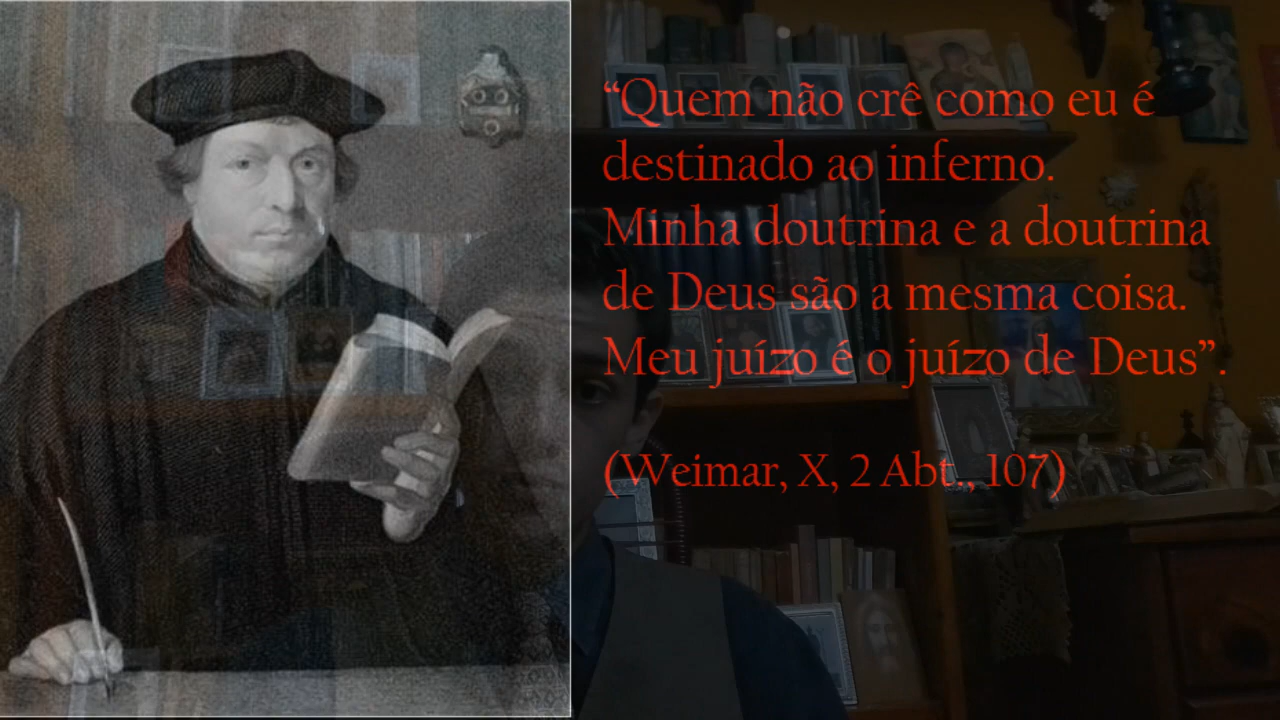 “Quem não crê como eu é
destinado ao inferno.
Minha doutrina e a doutrina
de Deus são a mesma coisa.
Meu juízo é o juízo de Deus”.
(Weimar, X, 2 Abt., 107)